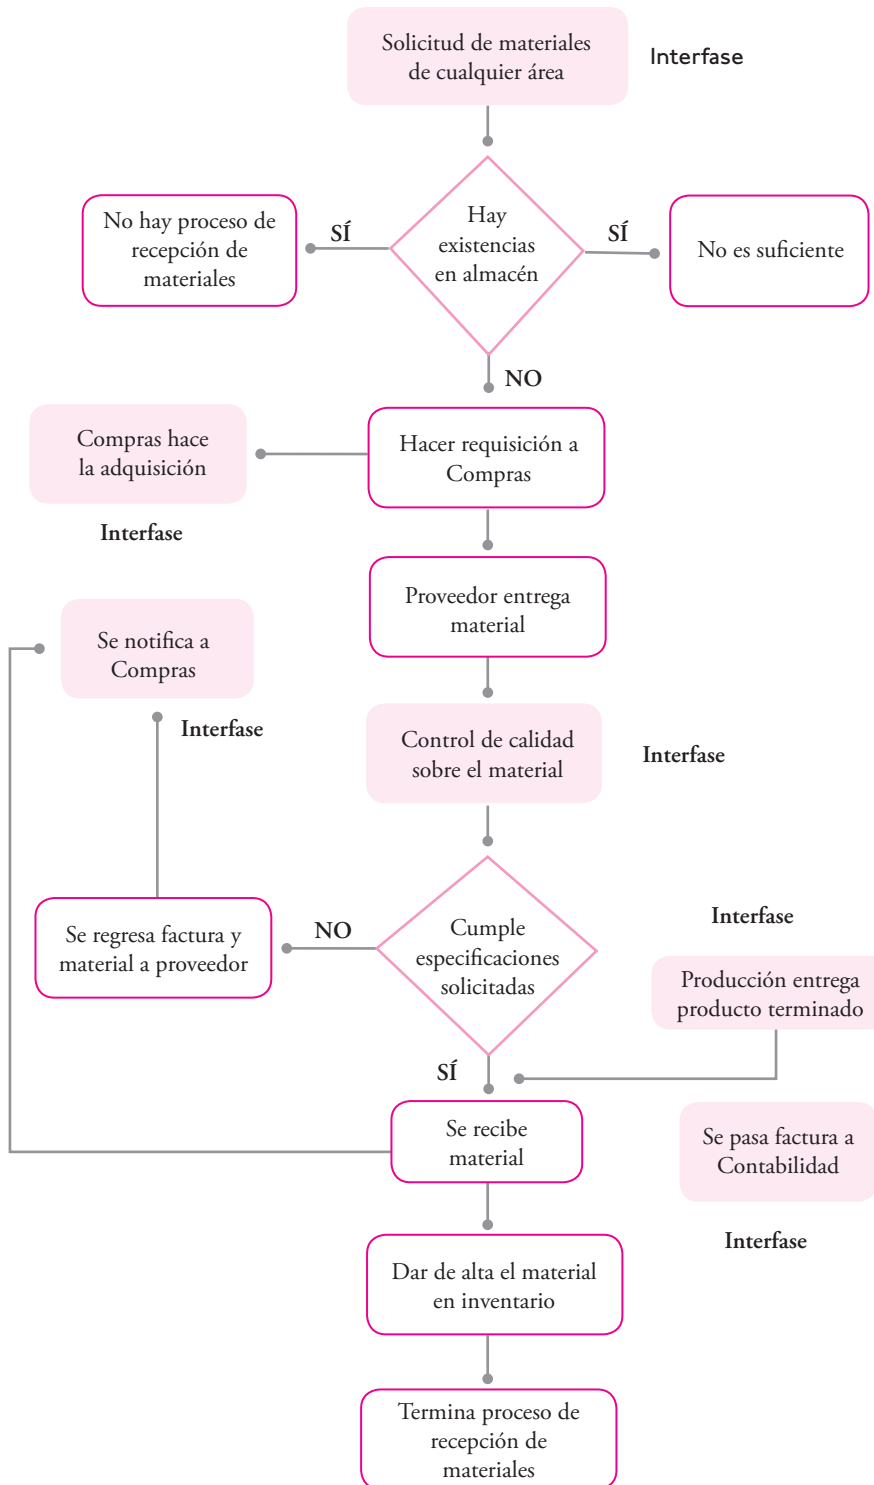 Solicitud de materiales
de cualquier área
Interfase
No hay proceso de
recepción de
materiales
SÍ
Hay
existencias
en almacén
SÍ
No es suficiente
NO
Compras hace
la adquisición
Interfase
Hacer requisición a
Compras
Proveedor entrega
material
Se notifica a
Compras
Interfase
Control de calidad
sobre el material
Interfase
Se regresa factura y
material a proveedor
NO
Cumple
especificaciones
solicitadas
Interfase
Producción entrega
producto terminado
SÍ
Se recibe
material
Se pasa factura a
Contabilidad
Interfase
Dar de alta el material
en inventario
Termina proceso de
recepción de
materiales